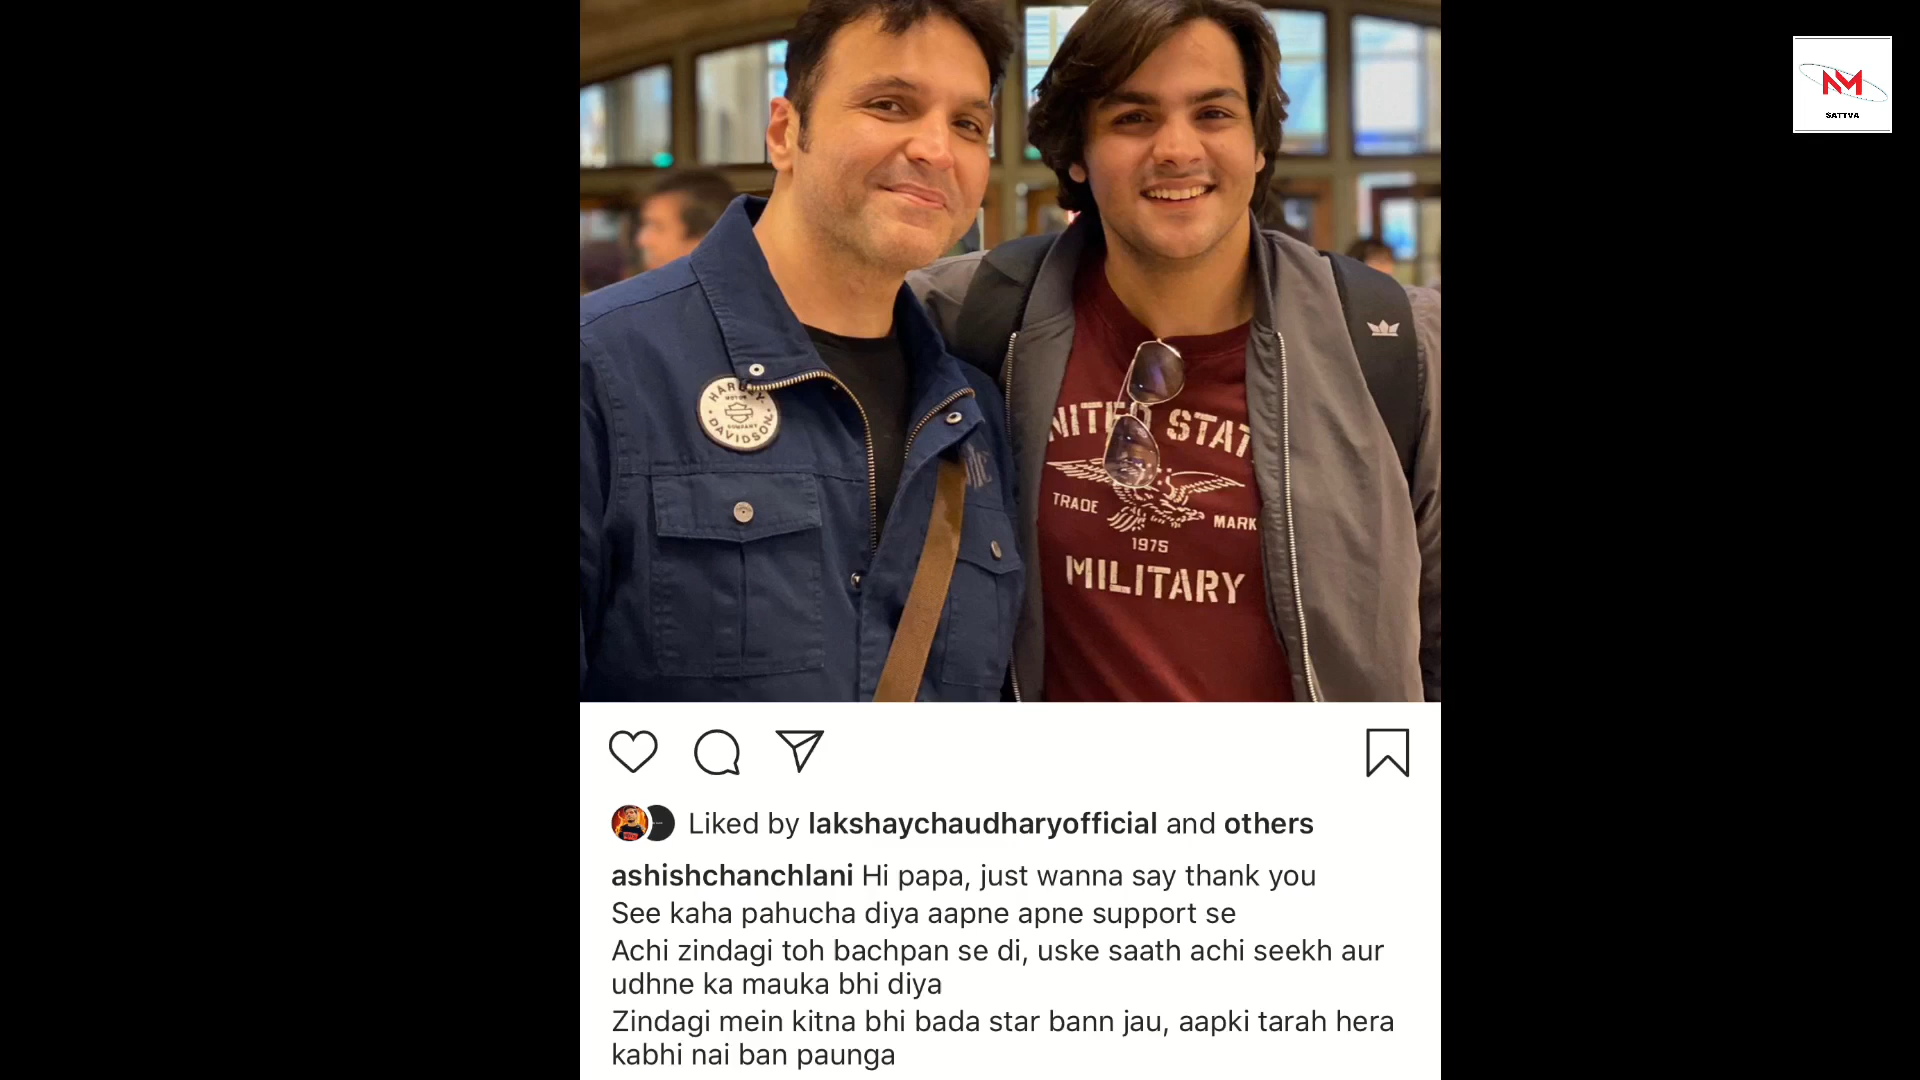 NM
SATTVA
HARLEY-
MOTOR
COMPANY
DAVIDSON
NITED STAT
TRADE MARK
1975
MILITARY
Liked by lakshaychaudharyofficial and others
ashishchanchlani Hi papa, just wanna say thank you
See kaha pahucha diya aapne apne support se
Achi zindagi toh bachpan se di, uske saath achi seekh aur
udhne ka mauka bhi diya
Zindagi mein kitna bhi bada star bann jau, aapki tarah hera
kabhi nai ban paunga